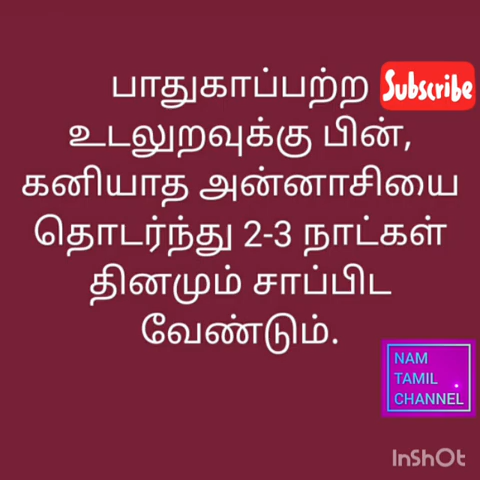 பாதுகாப்பற்ற Subscribe
உடலுறவுக்கு பின்,
கனியாத அன்னாசியை
தொடர்ந்து 2-3 நாட்கள்
தினமும் சாப்பிட
வேண்டும்.
NAM
TAMIL
CHANNEL
InShOt